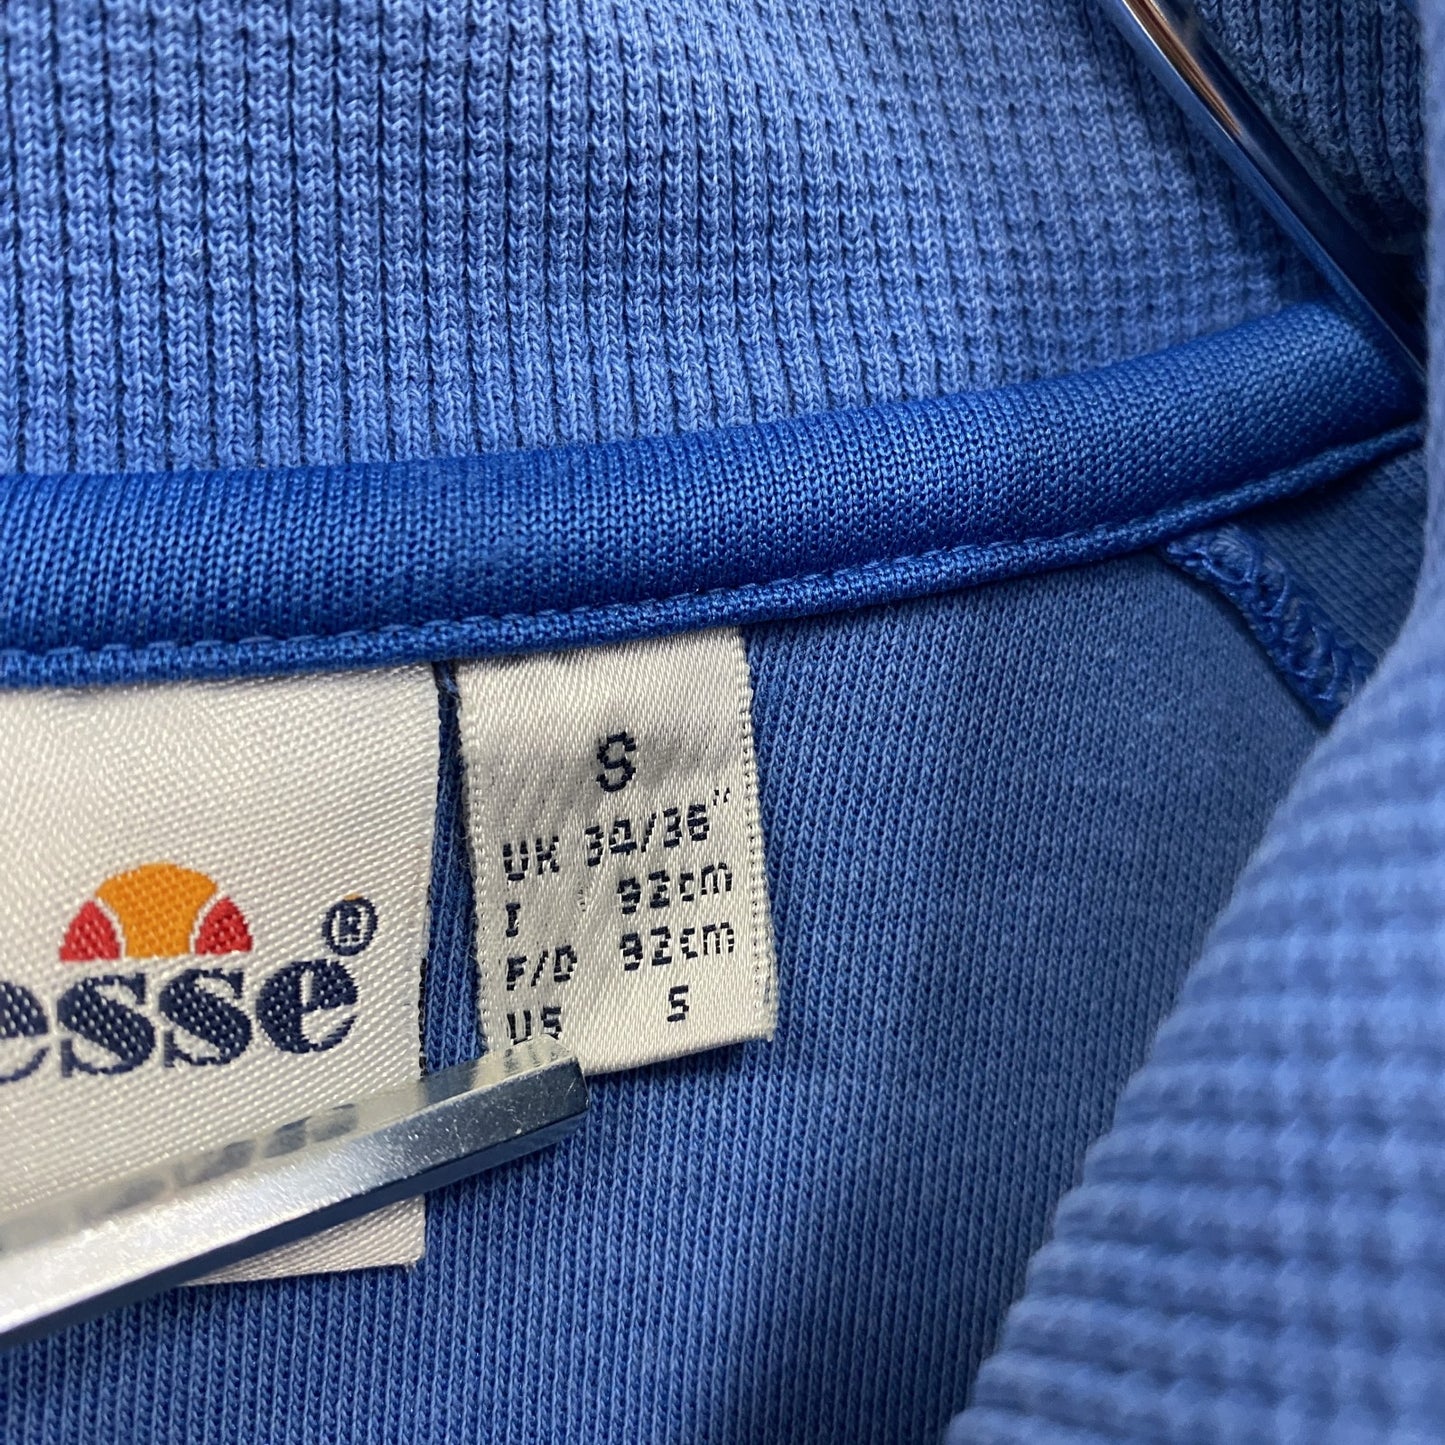 esse®
S
UK 34/36"
I 92cm
F/D 92cm
US S